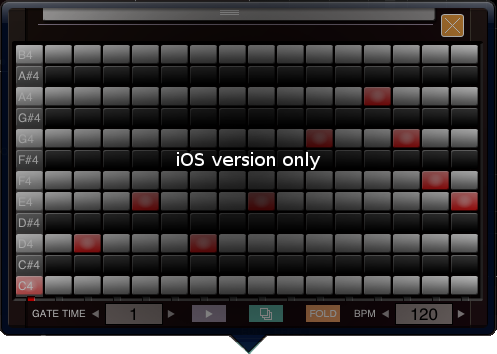 B4
A#4
A4
G#4
G4
F#4
iOS version only
F4
E4
D#4
D4
C#4
C4
GATE TIME 1 FOLD BPM 120